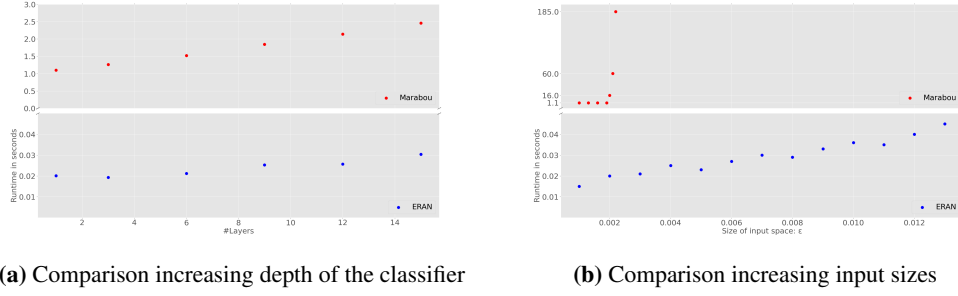 3.0
2.5
2.0
1.5
1.0
0.5
0.0
Marabou
0.04
0.03
0.02
0.01
Runtime in seconds
ERAN
2 4 6 8 10 12 14
#Layers
(a) Comparison increasing depth of the classifier
185.0
60.0
16.0
1.1
Marabou
0.04
0.03
0.02
0.01
Runtime in seconds
ERAN
0.002 0.004 0.006 0.008 0.010 0.012
Size of input space: ε
(b) Comparison increasing input sizes